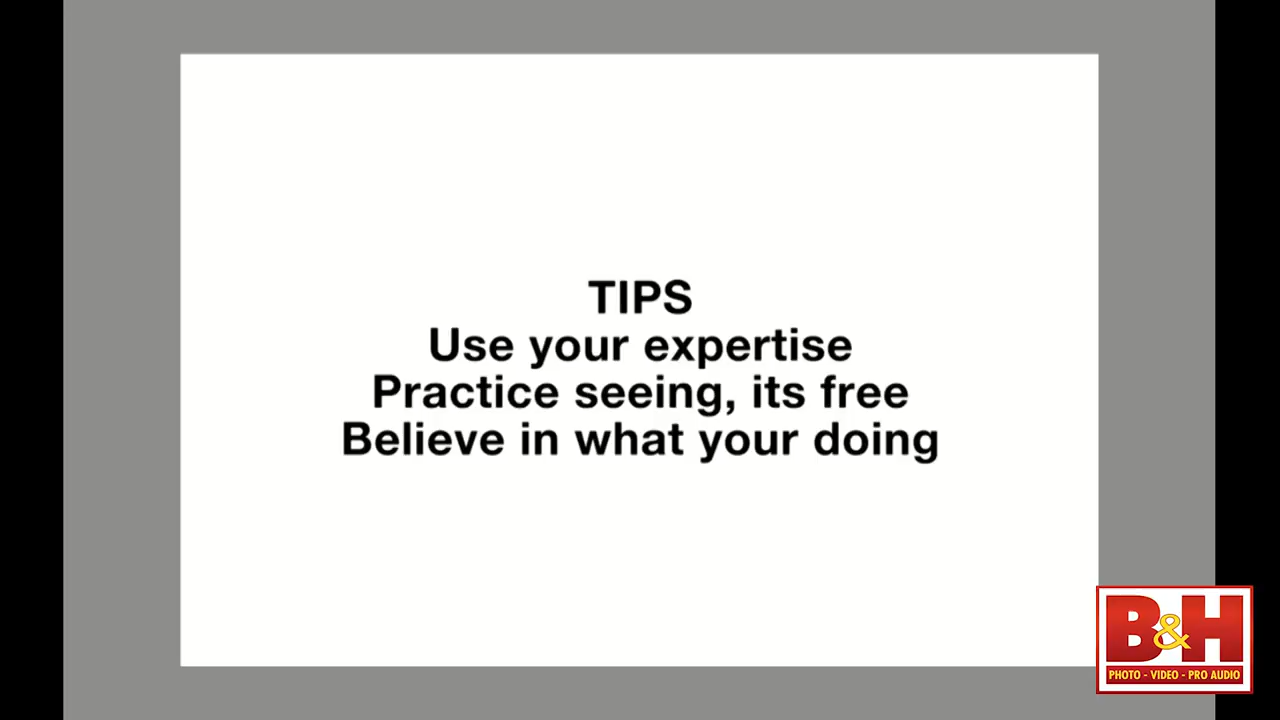 TIPS
Use your expertise
Practice seeing, its free
Believe in what your doing
B&H
PHOTO - VIDEO - PRO AUDIO